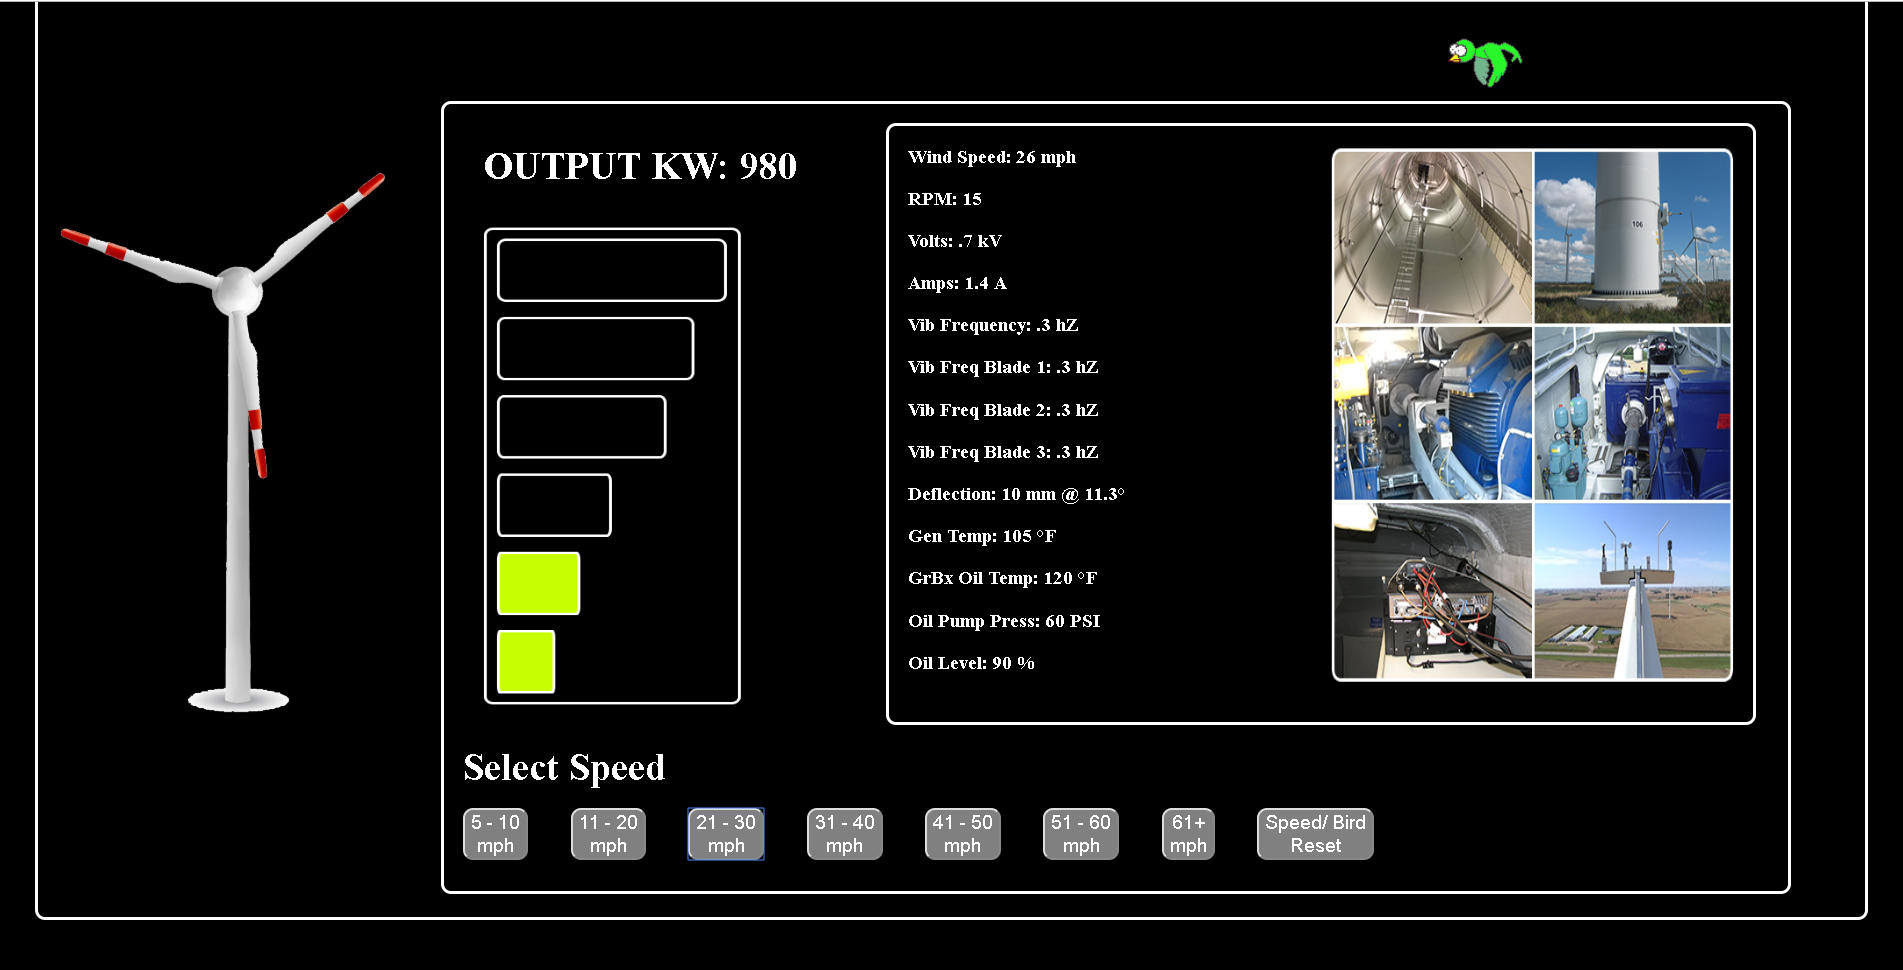 OUTPUT KW: 980
Wind Speed: 26 mph
RPM: 15
Volts: .7 kV
Amps: 1.4 A
Vib Frequency: .3 hZ
Vib Freq Blade 1: .3 hZ
Vib Freq Blade 2: .3 hZ
Vib Freq Blade 3: .3 hZ
Deflection: 10 mm @ 11.3°
Gen Temp: 105 °F
GrBx Oil Temp: 120 °F
Oil Pump Press: 60 PSI
Oil Level: 90 %
106
Select Speed
5 - 10
mph
11 - 20
mph
21 - 30
mph
31 - 40
mph
41 - 50
mph
51 - 60
mph
61+
mph
Speed/ Bird
Reset